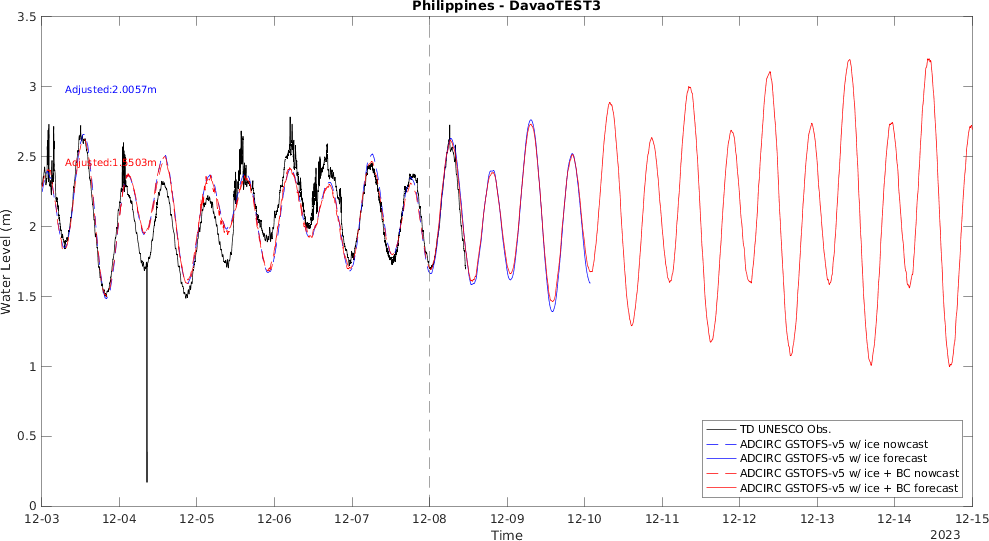 Philippines - DavaoTEST3
3.5
3
2.5
2
1.5
1
0.5
0
Water Level (m)
Adjusted:2.0057m
Adjusted:1.6503m
TD UNESCO Obs.
ADCIRC GSTOFS-v5 w/ ice nowcast
ADCIRC GSTOFS-v5 w/ ice forecast
ADCIRC GSTOFS-v5 w/ ice + BC nowcast
ADCIRC GSTOFS-v5 w/ ice + BC forecast
12-03 12-04 12-05 12-06 12-07 12-08 12-09 12-10 12-11 12-12 12-13 12-14 12-15
Time
2023